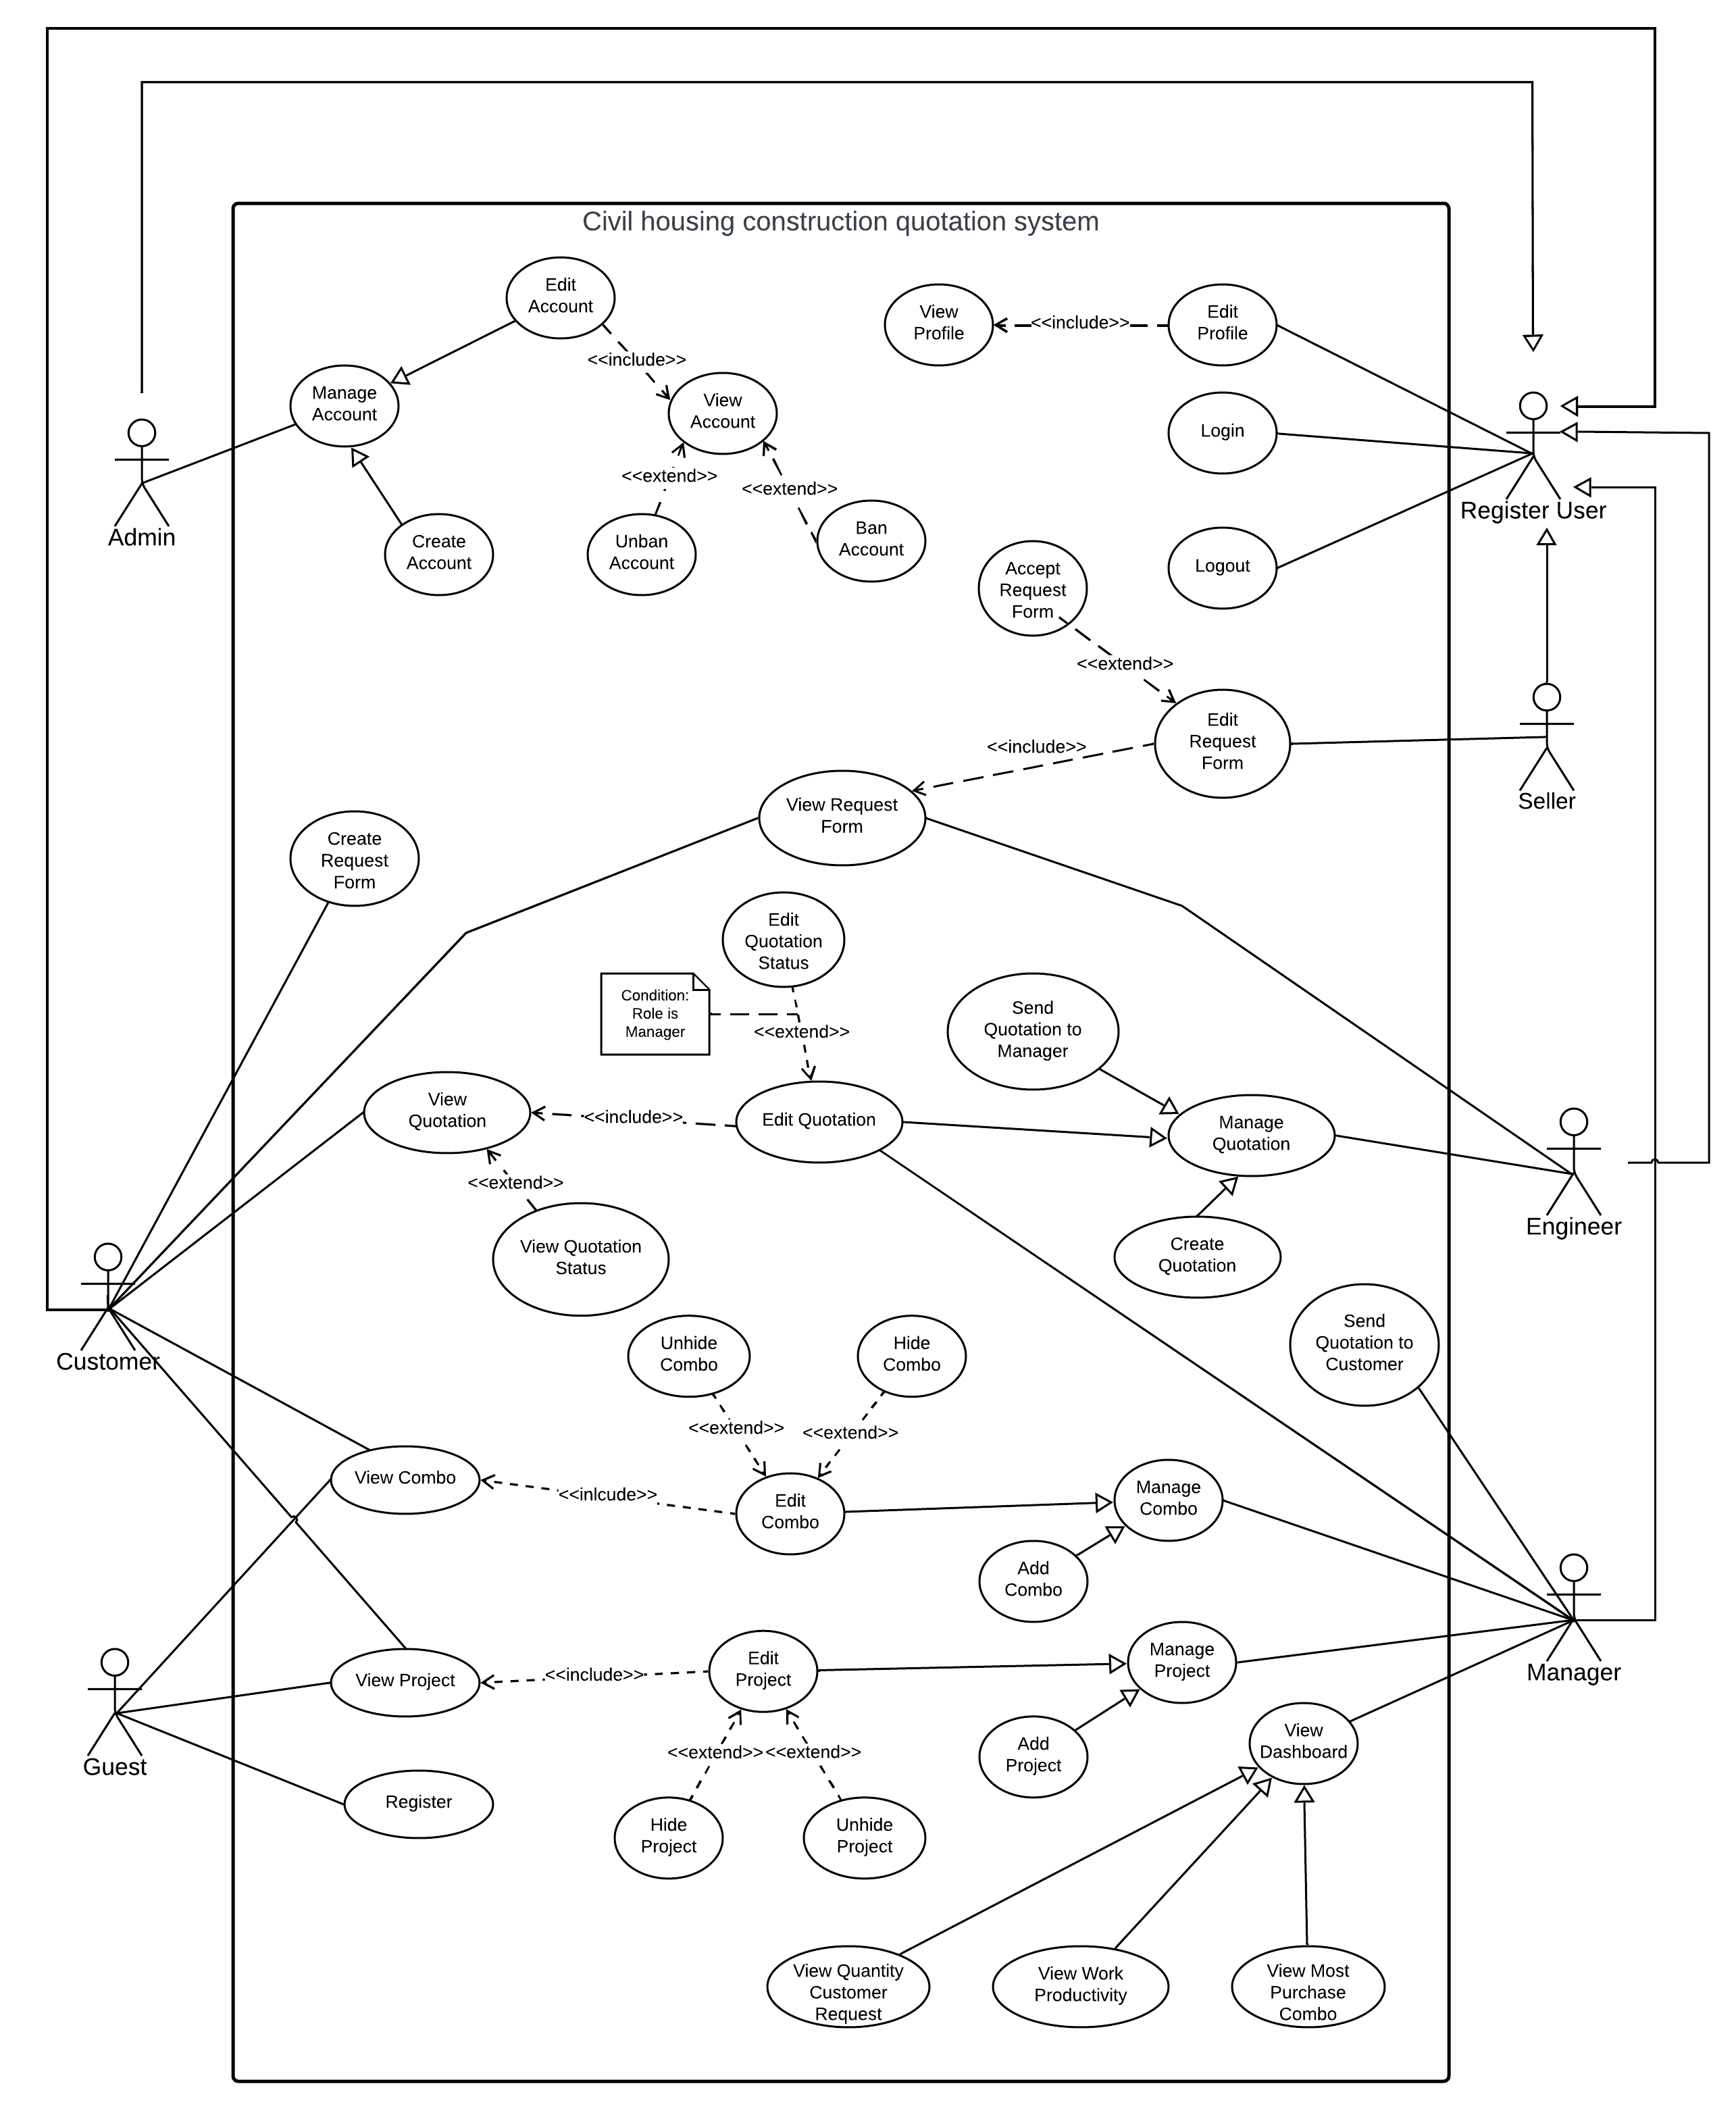 Civil housing construction quotation system
Edit
Account
View
Profile
<<include>>
Edit
Profile
<<include>>
Manage
Account
View
Account
Login
Admin
<<extend>>
<<extend>>
Register User
Create
Account
Unban
Account
Ban
Account
Logout
Accept
Request
Form
<<extend>>
Edit
Request
Form
<<include>>
Seller
View Request
Form
Create
Request
Form
Edit
Quotation
Status
Condition:
Role is
Manager
<<extend>>
Send
Quotation to
Manager
View
Quotation
<<include>>
Edit Quotation
Manage
Quotation
<<extend>>
Engineer
View Quotation
Status
Create
Quotation
Customer
Unhide
Combo
Hide
Combo
Send
Quotation to
Customer
<<extend>>
<<extend>>
View Combo
<<inlcude>>
Edit
Combo
Manage
Combo
Add
Combo
View Project
<<include>>
Edit
Project
Manage
Project
Manager
Guest
<<extend>>
<<extend>>
Add
Project
View
Dashboard
Register
Hide
Project
Unhide
Project
View Quantity
Customer
Request
View Work
Productivity
View Most
Purchase
Combo